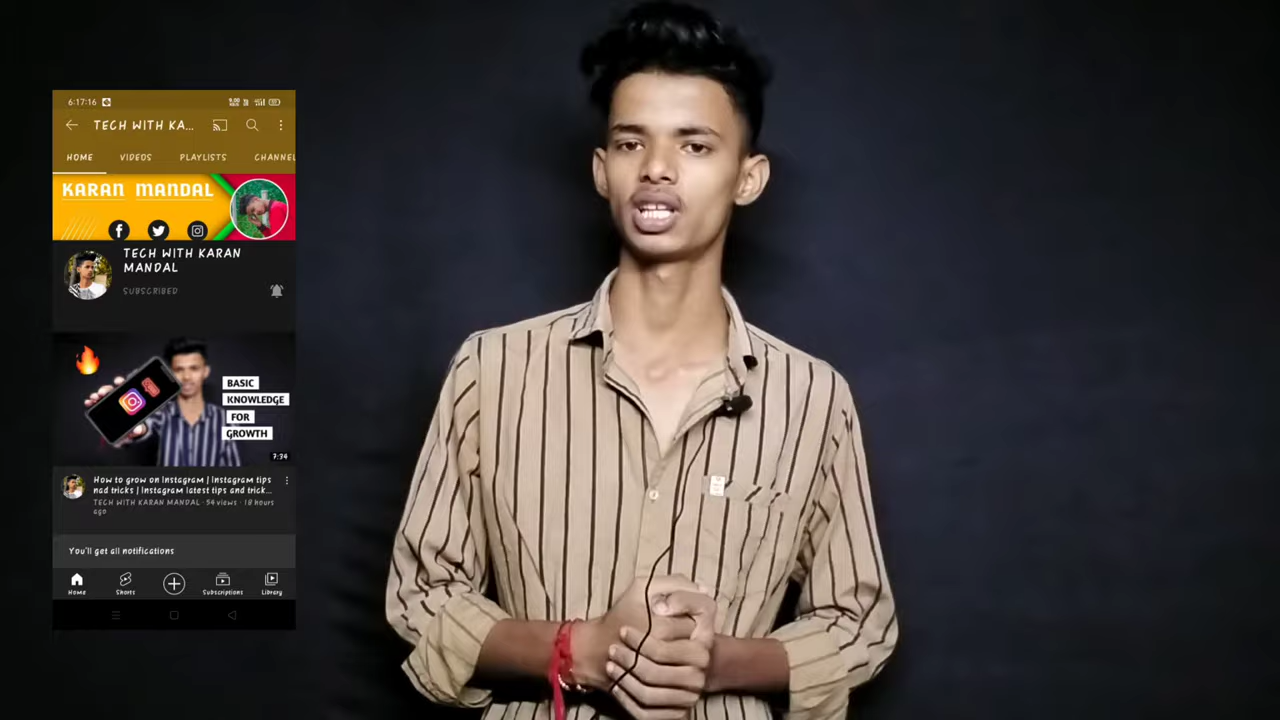 6:17:16
TECH WITH KA...
HOME VIDEOS PLAYLISTS CHANNEL
KARAN MANDAL
TECH WITH KARAN
MANDAL
SUBSCRIBED
BASIC
KNOWLEDGE
FOR
GROWTH
7:34
How to grow on Instagram | Instagram tips
nad tricks | Instagram latest tips and trick...
TECH WITH KARAN MANDAL · 54 views · 18 hours
ago
You'll get all notifications
Home Shorts Subscriptions Library